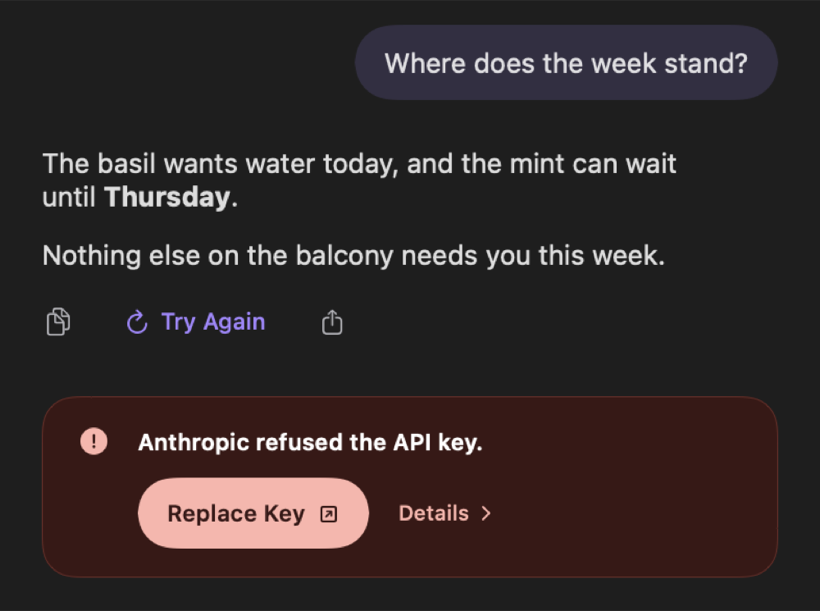 Where does the week stand?
The basil wants water today, and the mint can wait
until Thursday.
Nothing else on the balcony needs you this week.
Try Again
Anthropic refused the API key.
Replace Key
Details